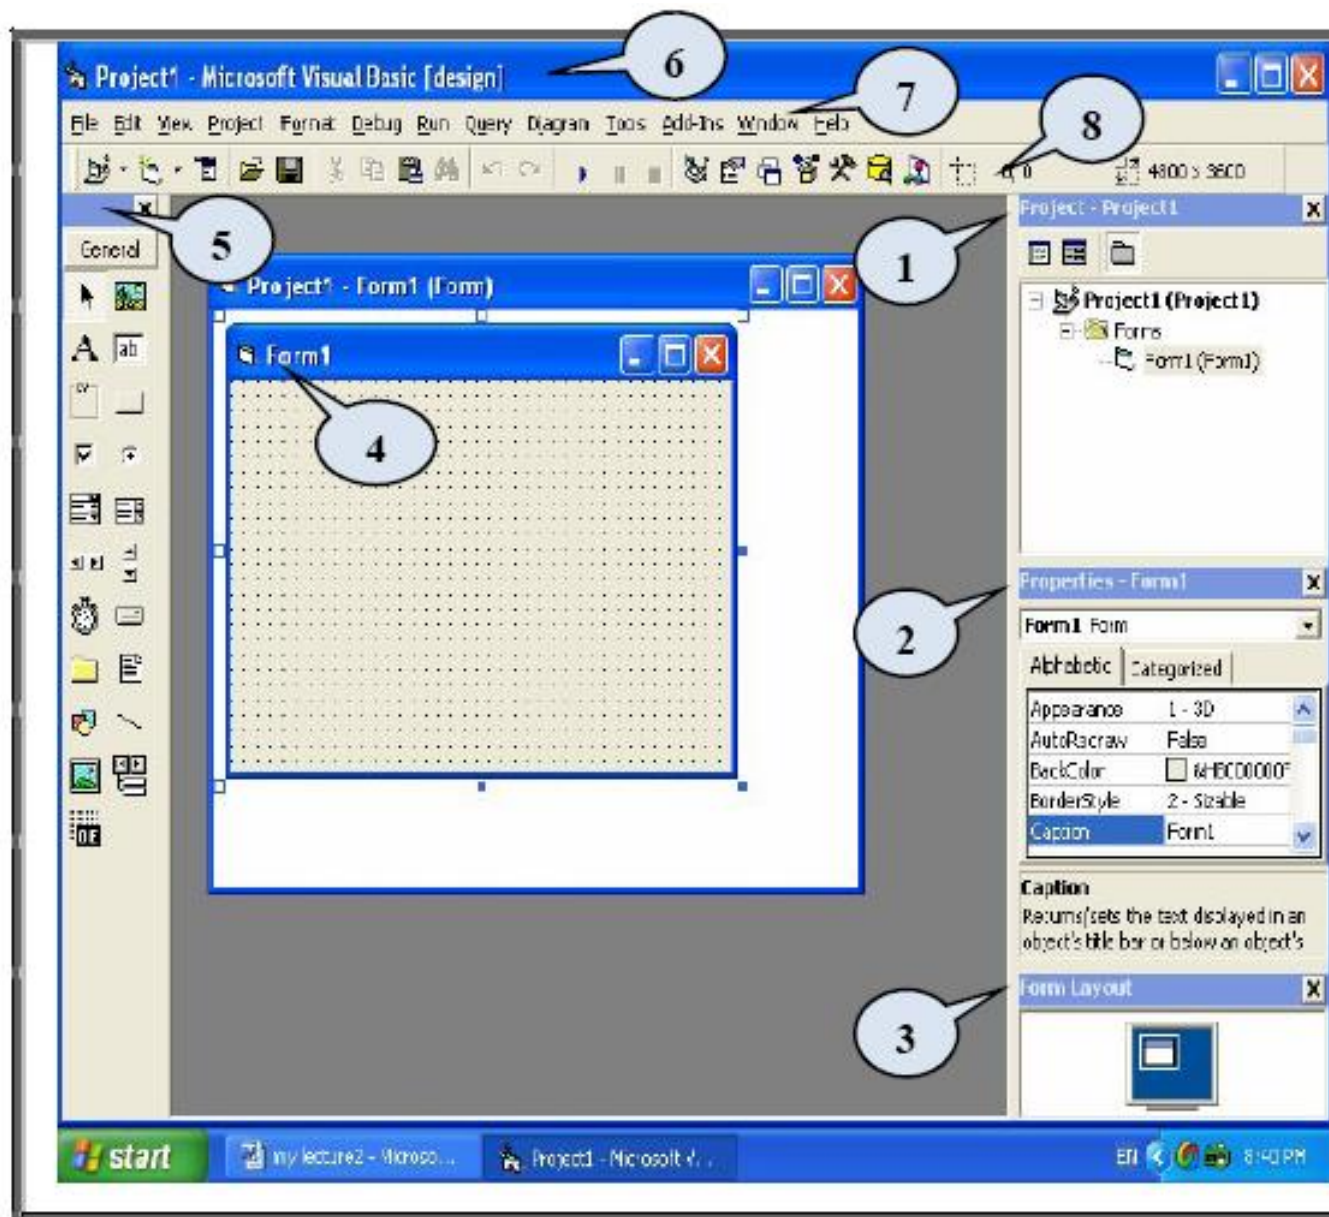 6
Project1 - Microsoft Visual Basic [design]
7
File Edit View Project Format Debug Run Query Diagram Tools Add-Ins Window Help
8
0
4800 x 3600
5
1
Project - Project1
General
Project1 - Form1 (Form)
Project1 (Project1)
Forms
Form1 (Form1)
Form1
4
2
Properties - Form1
Form1 Form
Alphabetic Categorized
Appearance 1 - 3D
AutoRedraw False
BackColor
BorderStyle 2 - Sizable
Caption Form1
Caption
Returns/sets the text displayed in an
object's title bar or below an object's
3
Form Layout
start
my lecture2 - Microso...
Project1 - Microsoft V...
EN
8:40 PM